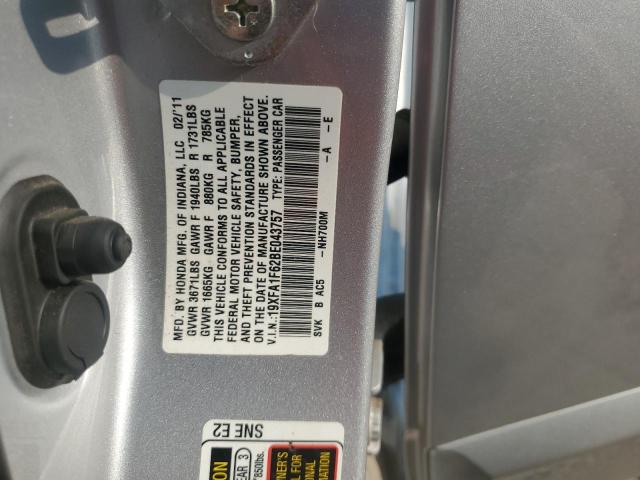 MFD. BY HONDA MFG. OF INDIANA, LLC 02/'11
GVWR 3671LBS GAWR F 1940LBS R 1731LBS
GVWR 1665KG GAWR F 880KG R 785KG
THIS VEHICLE CONFORMS TO ALL APPLICABLE
FEDERAL MOTOR VEHICLE SAFETY, BUMPER,
AND THEFT PREVENTION STANDARDS IN EFFECT
ON THE DATE OF MANUFACTURE SHOWN ABOVE.
V.I.N.:19XFA1F62BE043757 TYPE: PASSENGER CAR
SVK B AC5 -NH700M -A -E
SNE E2